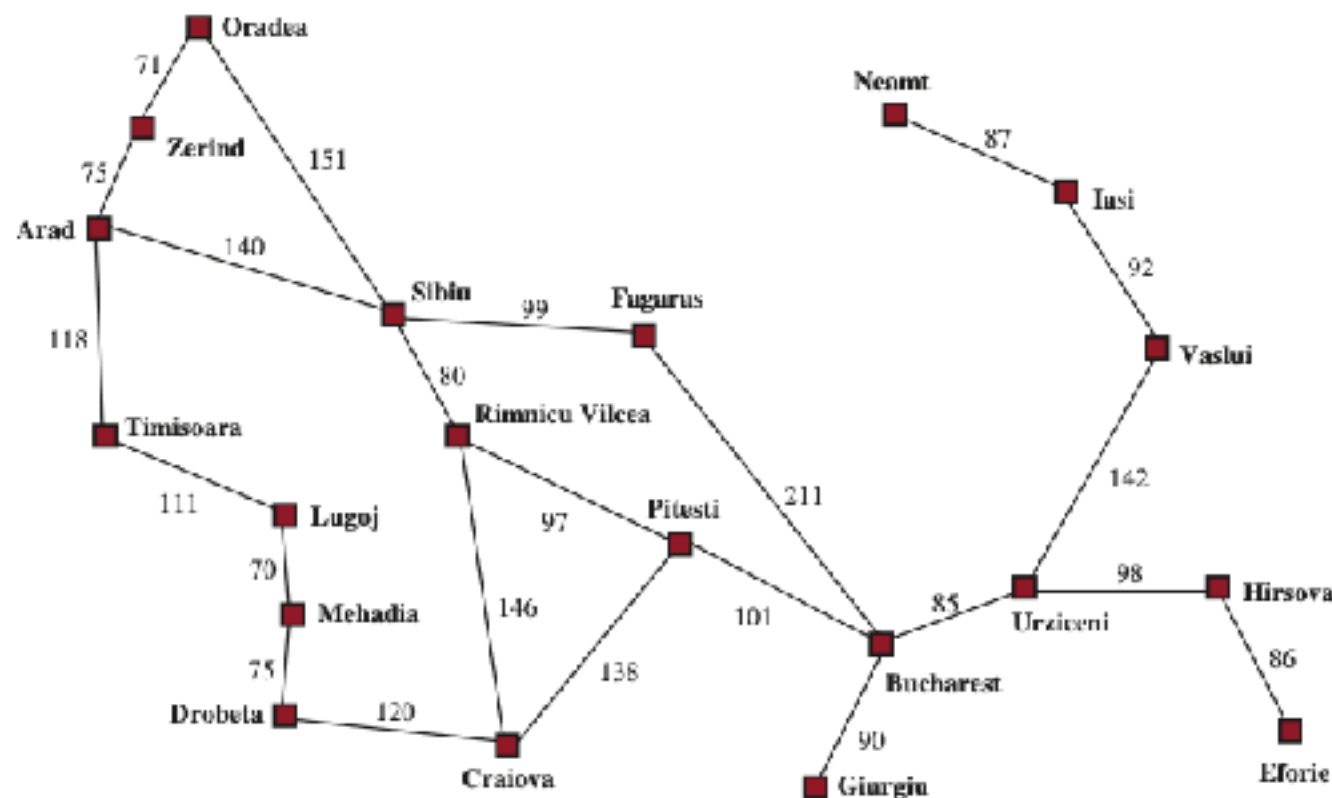 Oradea
71
Neamt
87
Zerind
151
75
Iasi
Arad
140
92
Sibiu
99
Fagaras
118
80
Vaslui
Timisoara
Rimnicu Vilcea
111
Lugoj
97
Pitesti
211
142
70
98
Mehadia
146
85
Hirsova
101
Urziceni
75
138
86
Bucharest
Drobeta
120
90
Craiova
Giurgiu
Eforie